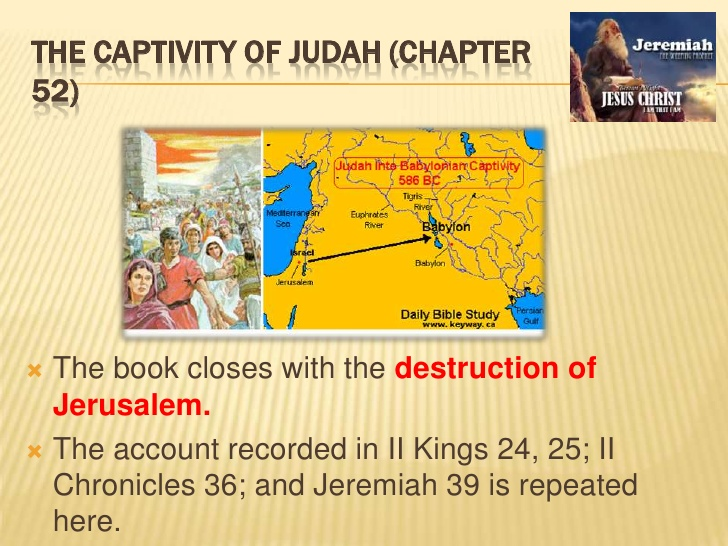 THE CAPTIVITY OF JUDAH (CHAPTER
52)
Jeremiah
THE WEEPING PROPHET
JESUS CHRIST
I AM THAT I AM
Judah Into Babylonian Captivity
586 BC
Tigris
River
Mediterranean
Sea
Euphrates
River
Babylon
Israel
Babylon
Jerusalem
Persian
Gulf
Daily Bible Study
www.keyway.ca
The book closes with the destruction of
Jerusalem.
The account recorded in II Kings 24, 25; II
Chronicles 36; and Jeremiah 39 is repeated
here.